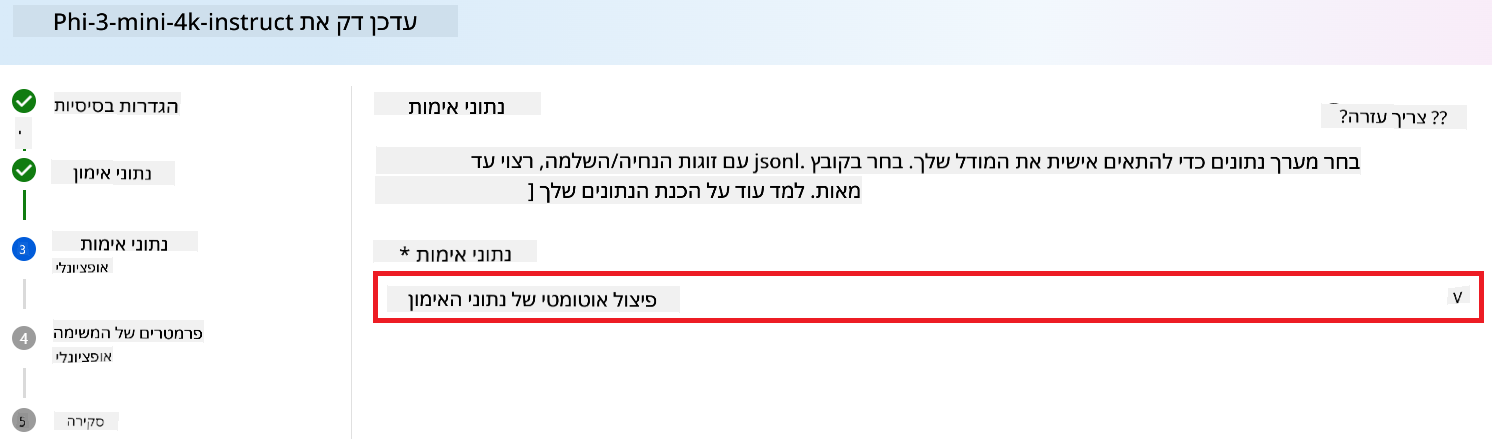 עדכן דק את Phi-3-mini-4k-instruct
הגדרות בסיסיות
י
נתוני אימון
3
נתוני אימות
אופציונלי
4
פרמטרים של המשימה
אופציונלי
5
סקירה
נתוני אימות
?? צריך עזרה?
בחר מערך נתונים כדי להתאים אישית את המודל שלך. בחר בקובץ .jsonl עם זוגות הנחיה/השלמה, רצוי עד
מאות. למד עוד על הכנת הנתונים שלך [
נתוני אימות *
פיצול אוטומטי של נתוני האימון
v